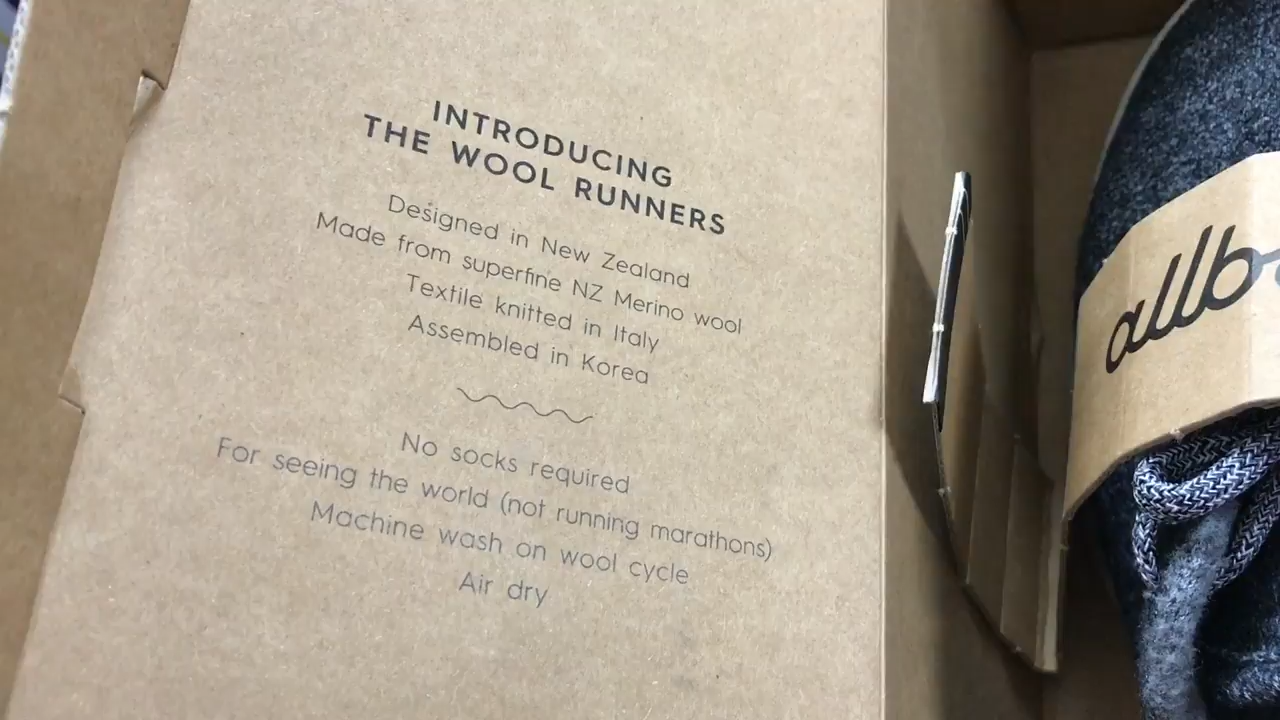 INTRODUCING
THE WOOL RUNNERS
Designed in New Zealand
Made from superfine NZ Merino wool
Textile knitted in Italy
Assembled in Korea
No socks required
For seeing the world (not running marathons)
Machine wash on wool cycle
Air dry
allb